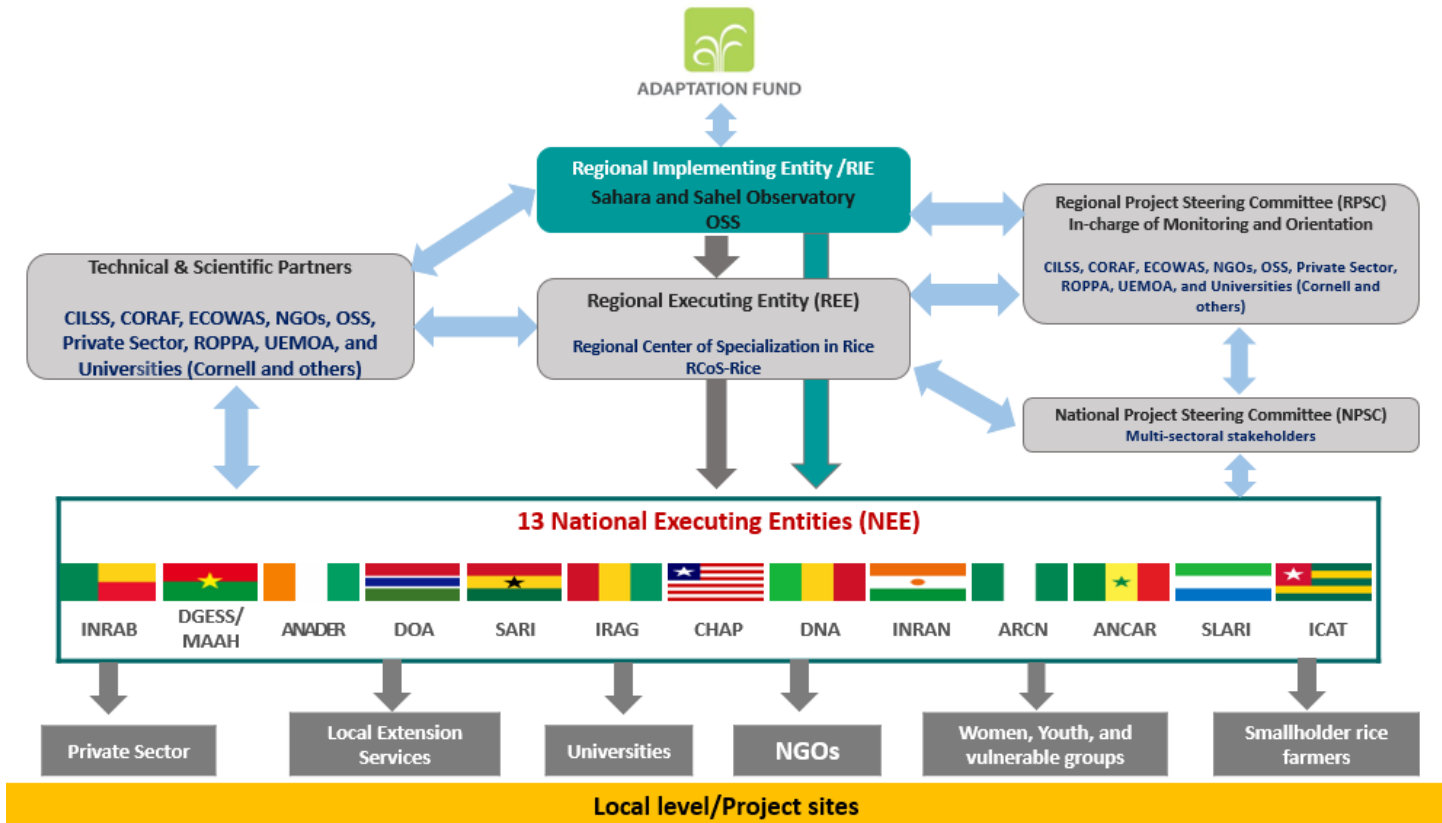 af
ADAPTATION FUND
Regional Implementing Entity /RIE
Sahara and Sahel Observatory
OSS
Regional Project Steering Committee (RPSC)
In-charge of Monitoring and Orientation
CILSS, CORAF, ECOWAS, NGOs, OSS, Private Sector,
ROPPA, UEMOA, and Universities (Cornell and
others)
Technical & Scientific Partners
CILSS, CORAF, ECOWAS, NGOs, OSS,
Private Sector, ROPPA, UEMOA, and
Universities (Cornell and others)
Regional Executing Entity (REE)
Regional Center of Specialization in Rice
RCoS-Rice
National Project Steering Committee (NPSC)
Multi-sectoral stakeholders
13 National Executing Entities (NEE)
INRAB
DGESS/
MAAH
ANADER
DOA
SARI
IRAG
CHAP
DNA
INRAN
ARCN
ANCAR
SLARI
ICAT
Private Sector
Local Extension
Services
Universities
NGOs
Women, Youth, and
vulnerable groups
Smallholder rice
farmers
Local level/Project sites